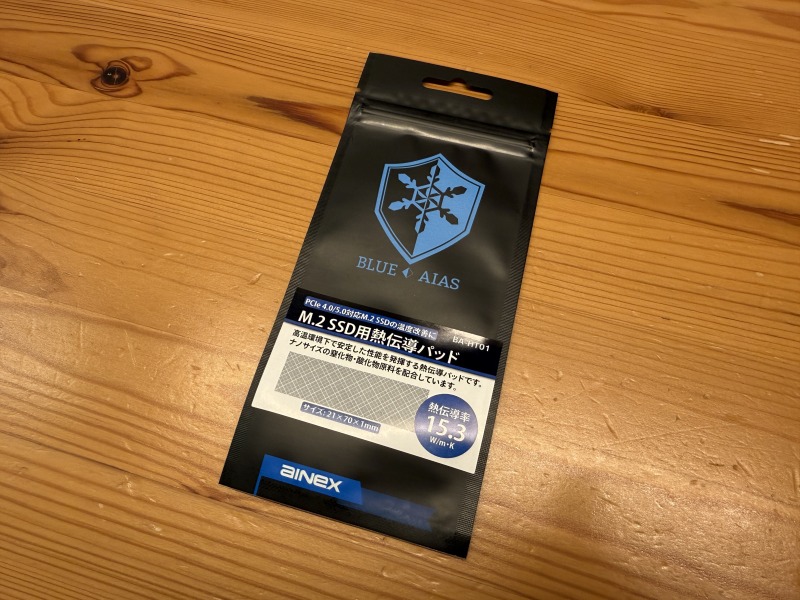 BLUE AIAS
PCIe 4.0/5.0対応M.2 SSDの温度改善に
M.2 SSD用熱伝導パッド
BA-HT01
高温環境下で安定した性能を発揮する熱伝導パッドです。
ナノサイズの窒化物・酸化物原料を配合しています。
熱伝導率
15.3
W/m・K
サイズ: 21×70×1mm
aINEX